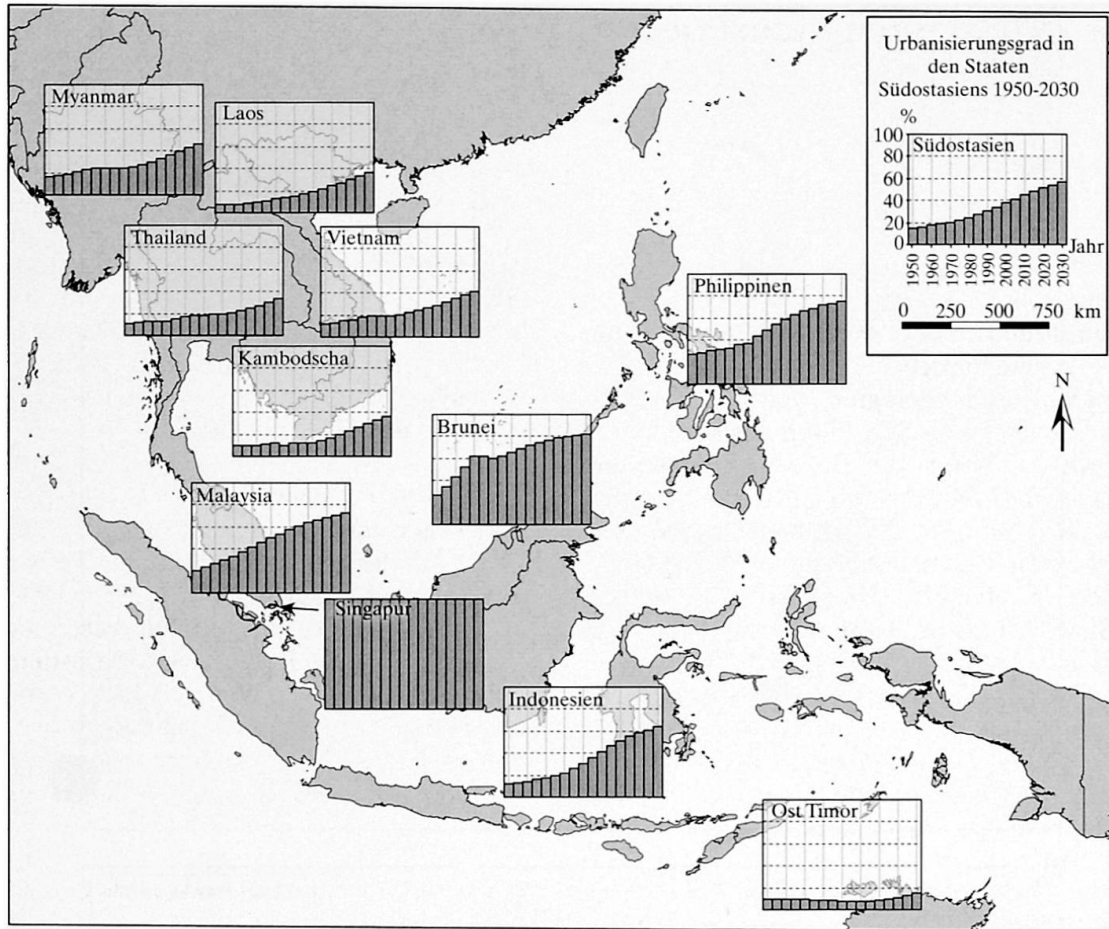 Myanmar
Laos
Thailand
Vietnam
Kambodscha
Philippinen
Brunei
Malaysia
Singapur
Indonesien
Ost Timor
Urbanisierungsgrad in
den Staaten
Südostasiens 1950-2030
%
100
80
60
40
20
0
Südostasien
Jahr
1950
1960
1970
1980
1990
2000
2010
2020
2030
0 250 500 750 km
N